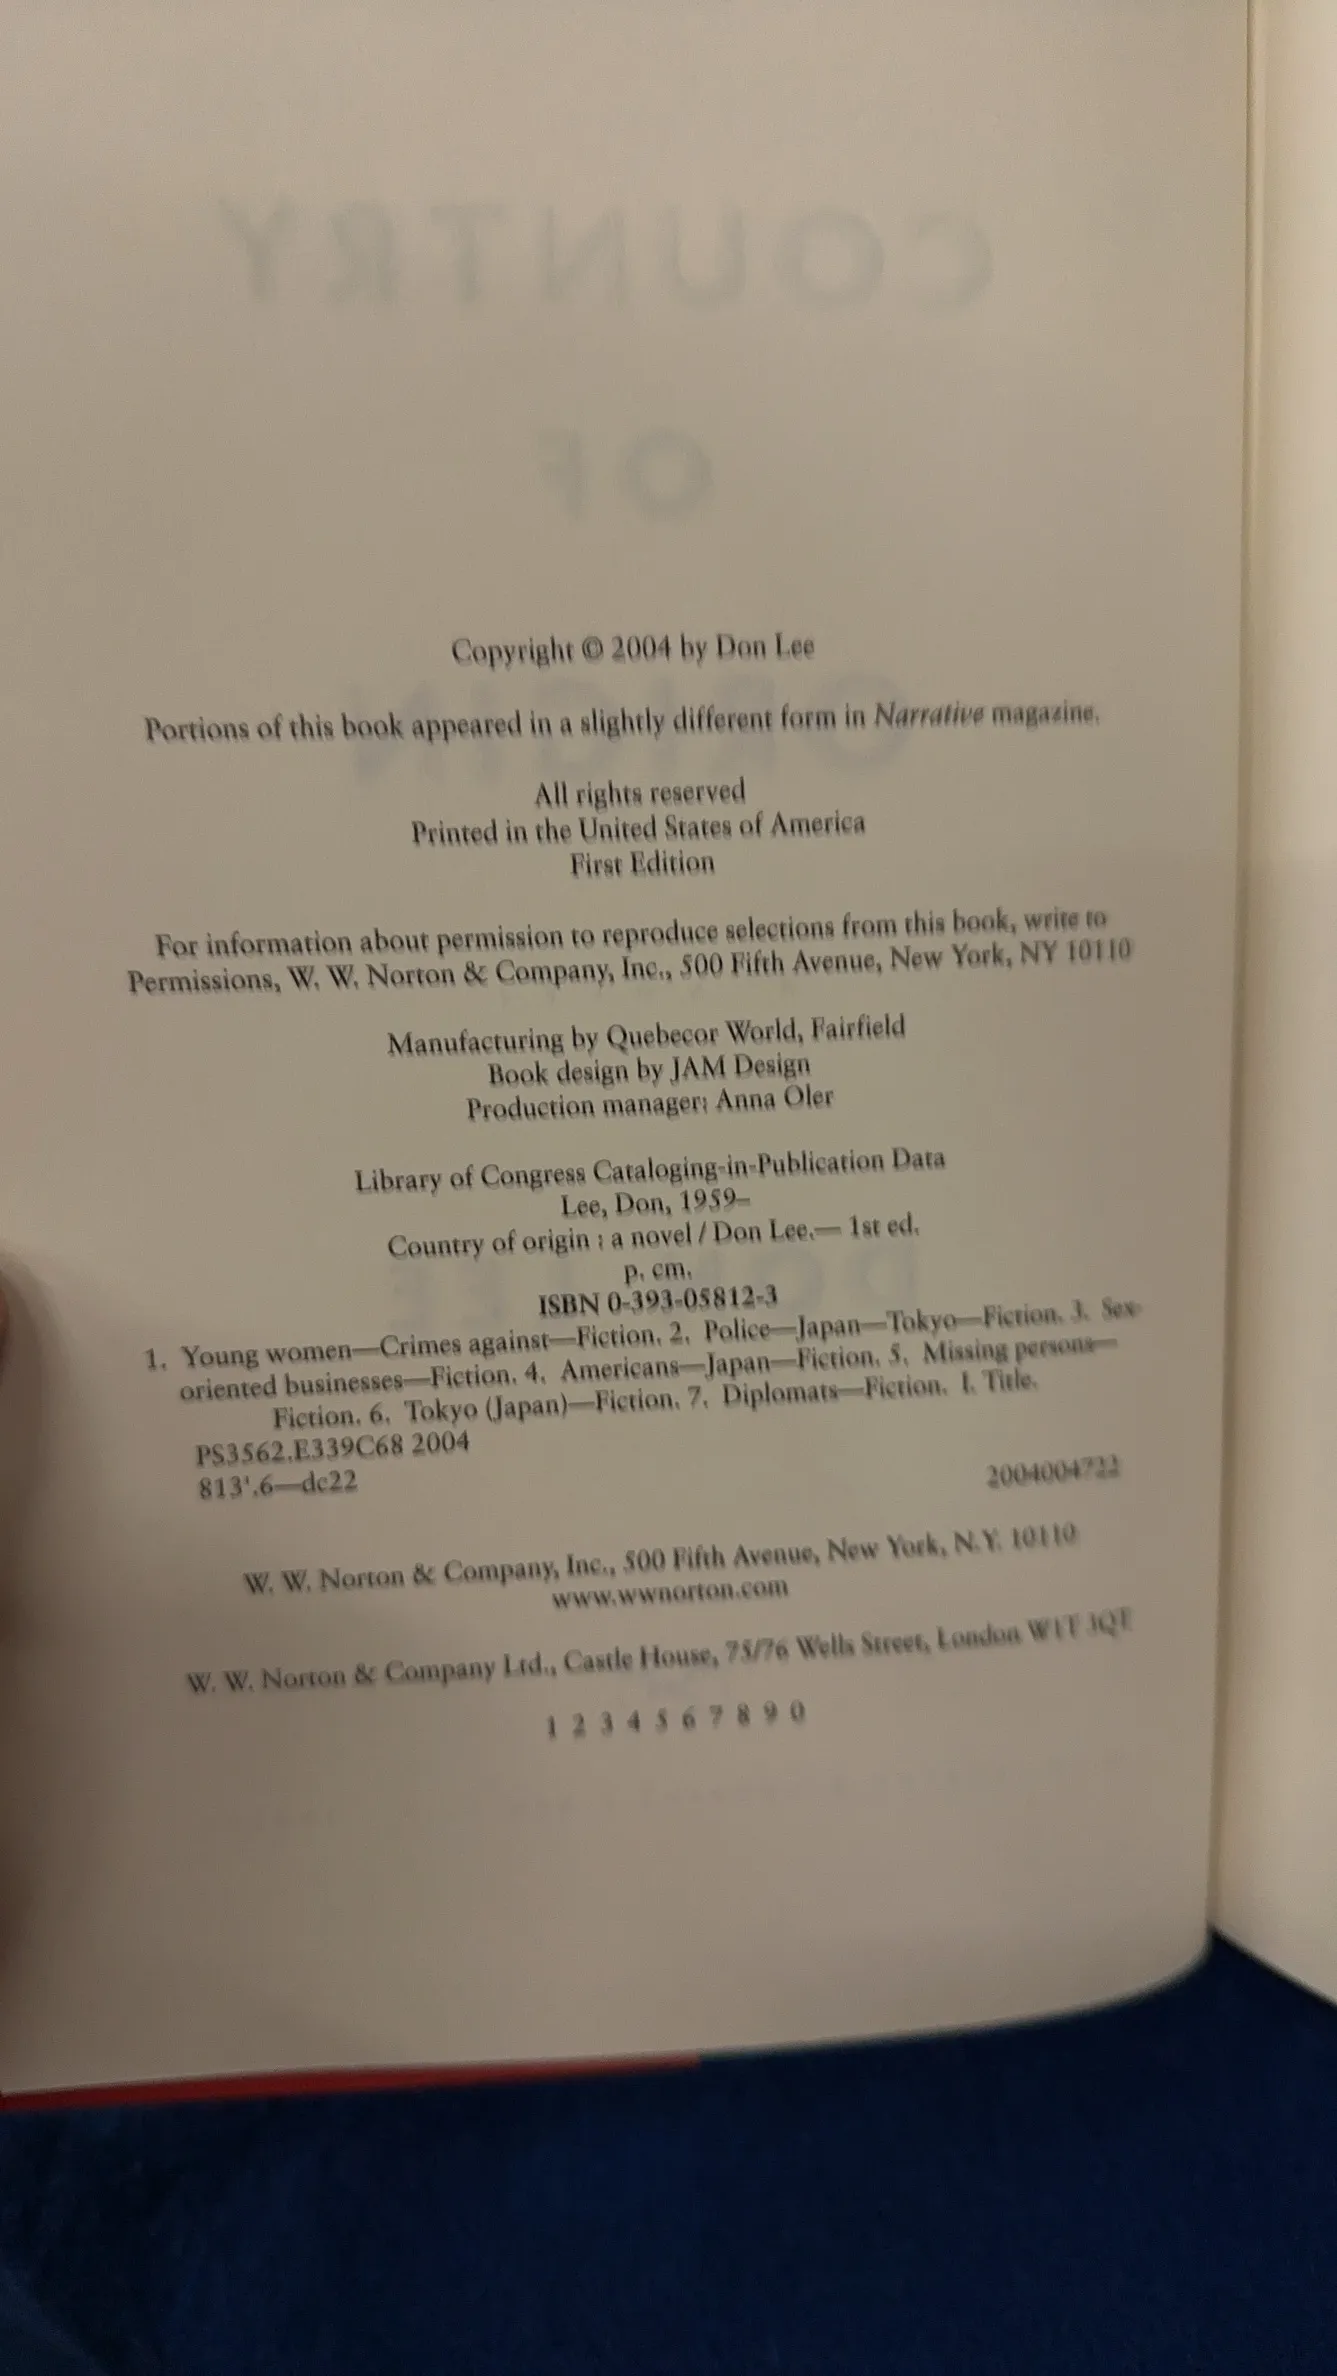 COUNTRY
OF
ORIGIN
Copyright © 2004 by Don Lee
Portions of this book appeared in a slightly different form in Narrative magazine.
All rights reserved
Printed in the United States of America
First Edition
For information about permission to reproduce selections from this book, write to
Permissions, W. W. Norton & Company, Inc., 500 Fifth Avenue, New York, NY 10110
Manufacturing by Quebecor World, Fairfield
Book design by JAM Design
Production manager: Anna Oler
Library of Congress Cataloging-in-Publication Data
Lee, Don, 1959–
Country of origin : a novel / Don Lee.— 1st ed.
p. cm.
ISBN 0-393-05812-3
1. Young women—Crimes against—Fiction. 2. Police—Japan—Tokyo—Fiction. 3. Sex-
oriented businesses—Fiction. 4. Americans—Japan—Fiction. 5. Missing persons—
Fiction. 6. Tokyo (Japan)—Fiction. 7. Diplomats—Fiction. I. Title.
PS3562.E339C68 2004
813'.6—dc22
2004004722
W. W. Norton & Company, Inc., 500 Fifth Avenue, New York, N.Y. 10110
www.wwnorton.com
W. W. Norton & Company Ltd., Castle House, 75/76 Wells Street, London W1T 3QT
1 2 3 4 5 6 7 8 9 0